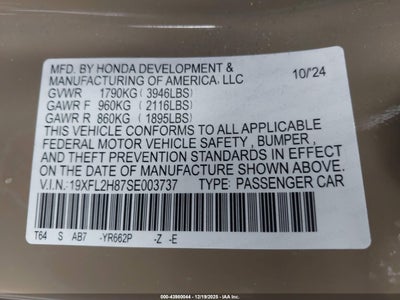 MFD. BY HONDA DEVELOPMENT & 10/'24
MANUFACTURING OF AMERICA, LLC
GVWR 1790KG (3946LBS)
GAWR F 960KG (2116LBS)
GAWR R 860KG (1895LBS)
THIS VEHICLE CONFORMS TO ALL APPLICABLE
FEDERAL MOTOR VEHICLE SAFETY, BUMPER,
AND THEFT PREVENTION STANDARDS IN EFFECT
ON THE DATE OF MANUFACTURE SHOWN ABOVE.
VIN: 19XFL2H87SE003737 TYPE: PASSENGER CAR
T64 S AB7 -YR662P -Z -E
000-43960044 - 12/19/2025 - IAA Inc.